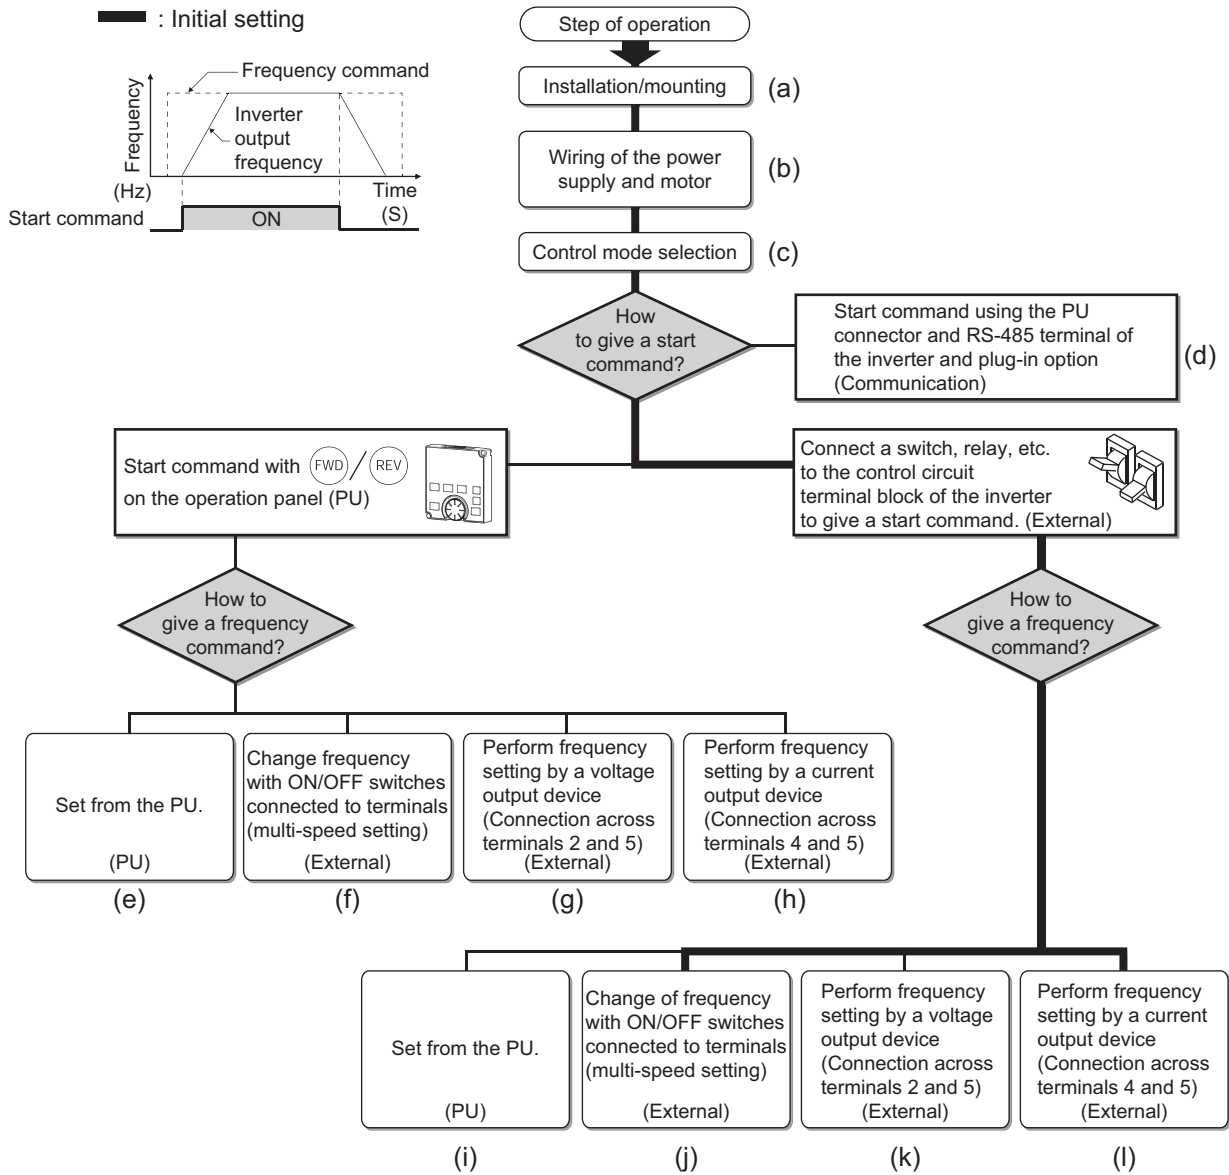 : Initial setting
Frequency command
Inverter
output
frequency
Frequency
(Hz)
Time
(S)
Start command
ON
Step of operation
Installation/mounting
(a)
Wiring of the power
supply and motor
(b)
Control mode selection
(c)
How
to give a start
command?
Start command using the PU
connector and RS-485 terminal of
the inverter and plug-in option
(Communication)
(d)
Start command with FWD / REV
on the operation panel (PU)
Connect a switch, relay, etc.
to the control circuit
terminal block of the inverter
to give a start command. (External)
How to
give a frequency
command?
How to
give a frequency
command?
Set from the PU.
(PU)
(e)
Change frequency
with ON/OFF switches
connected to terminals
(multi-speed setting)
(External)
(f)
Perform frequency
setting by a voltage
output device
(Connection across
terminals 2 and 5)
(External)
(g)
Perform frequency
setting by a current
output device
(Connection across
terminals 4 and 5)
(External)
(h)
Set from the PU.
(PU)
(i)
Change of frequency
with ON/OFF switches
connected to terminals
(multi-speed setting)
(External)
(j)
Perform frequency
setting by a voltage
output device
(Connection across
terminals 2 and 5)
(External)
(k)
Perform frequency
setting by a current
output device
(Connection across
terminals 4 and 5)
(External)
(l)